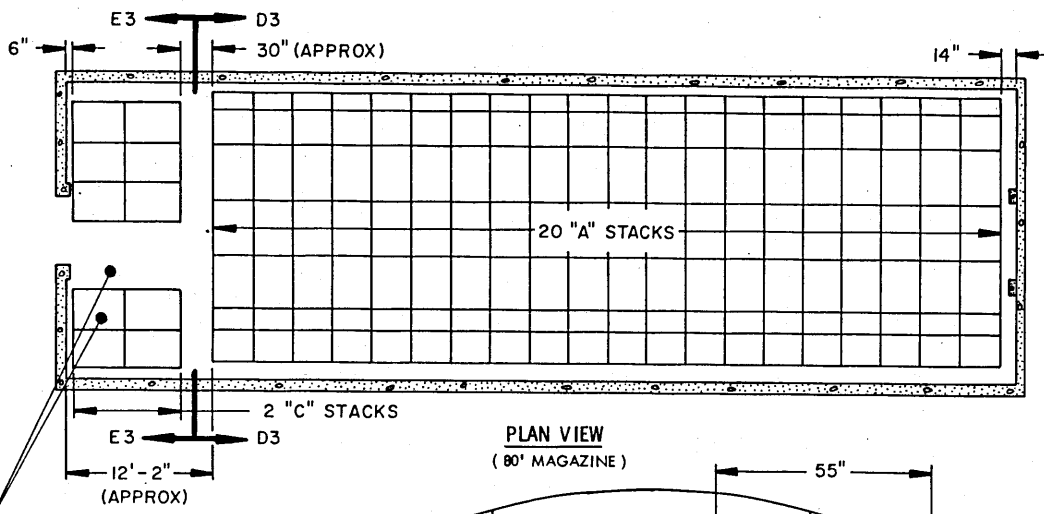 E3 D3
6" 30" (APPROX) 14"
20 "A" STACKS
2 "C" STACKS
E3 D3
PLAN VIEW
(80' MAGAZINE)
12'-2"
(APPROX)
55"